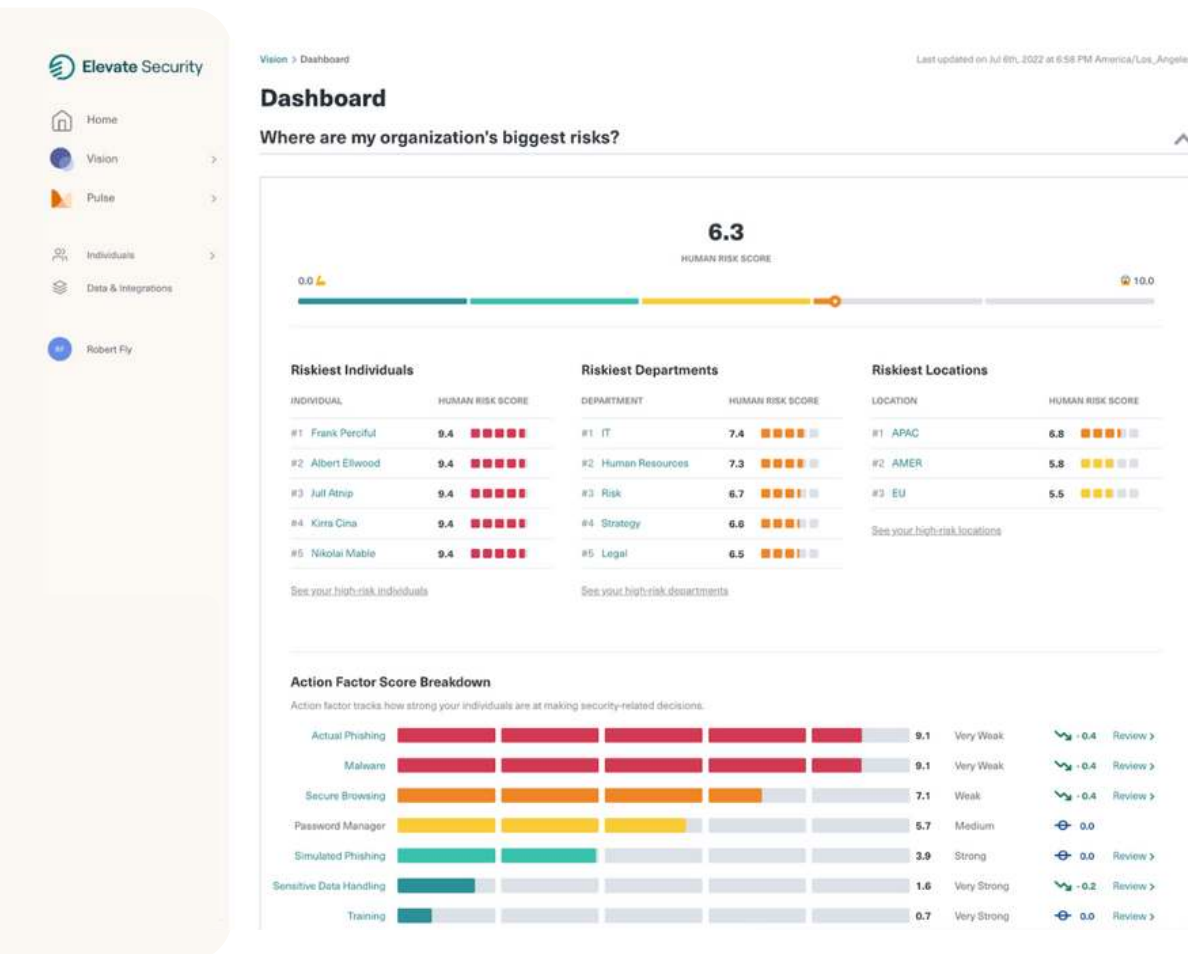 Elevate Security
Home
Vision
Pulse
Individuals
Data & Integrations
RF Robert Fly
Vision > Dashboard
Last updated on Jul 6th, 2022 at 6:58 PM America/Los_Angeles
Dashboard
Where are my organization's biggest risks?
6.3
HUMAN RISK SCORE
0.0 💪 😱 10.0
Riskiest Individuals
INDIVIDUAL HUMAN RISK SCORE
#1 Frank Perciful 9.4
#2 Albert Ellwood 9.4
#3 Jull Atnip 9.4
#4 Kirra Cina 9.4
#5 Nikolai Mable 9.4
See your high-risk individuals
Riskiest Departments
DEPARTMENT HUMAN RISK SCORE
#1 IT 7.4
#2 Human Resources 7.3
#3 Risk 6.7
#4 Strategy 6.6
#5 Legal 6.5
See your high-risk departments
Riskiest Locations
LOCATION HUMAN RISK SCORE
#1 APAC 6.8
#2 AMER 5.8
#3 EU 5.5
See your high-risk locations
Action Factor Score Breakdown
Action factor tracks how strong your individuals are at making security-related decisions.
Actual Phishing 9.1 Very Weak - 0.4 Review >
Malware 9.1 Very Weak - 0.4 Review >
Secure Browsing 7.1 Weak - 0.4 Review >
Password Manager 5.7 Medium 0.0
Simulated Phishing 3.9 Strong 0.0 Review >
Sensitive Data Handling 1.6 Very Strong - 0.2 Review >
Training 0.7 Very Strong 0.0 Review >